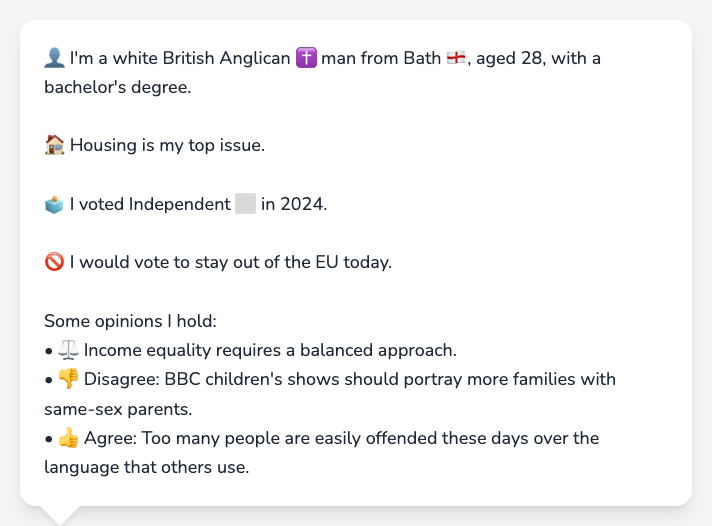 👤 I'm a white British Anglican ✝️ man from Bath 🏴󠁧󠁢󠁥󠁮󠁧󠁿, aged 28, with a
bachelor's degree.
🏠 Housing is my top issue.
🗳️ I voted Independent ⬜ in 2024.
🚫 I would vote to stay out of the EU today.
Some opinions I hold:
• ⚖️ Income equality requires a balanced approach.
• 👎 Disagree: BBC children's shows should portray more families with
same-sex parents.
• 👍 Agree: Too many people are easily offended these days over the
language that others use.